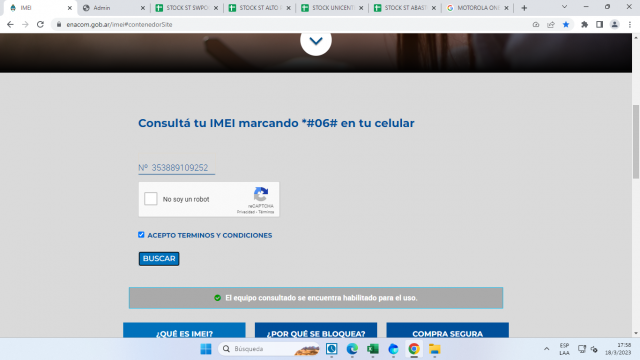 IMEI
Admin
STOCK ST SWPO
STOCK ST ALTO
STOCK UNICENT
STOCK ST ABAST
MOTOROLA ONE
enacom.gob.ar/imei#contenedorSite
Consultá tu IMEI marcando *#06# en tu celular
Nº 353889109252
No soy un robot
reCAPTCHA
Privacidad - Términos
ACEPTO TERMINOS Y CONDICIONES
BUSCAR
El equipo consultado se encuentra habilitado para el uso.
¿QUÉ ES IMEI?
¿POR QUÉ SE BLOQUEA?
COMPRA SEGURA
Búsqueda
ESP
LAA
17:58
18/3/2023